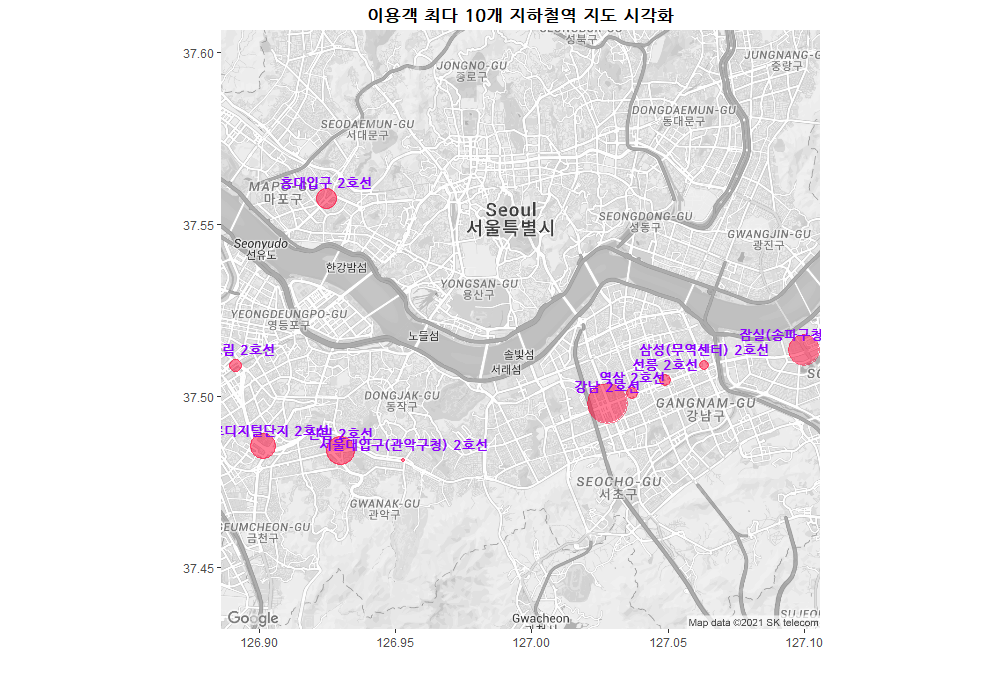 이용객 최다 10개 지하철역 지도 시각화
37.60
37.55
37.50
37.45
126.90
126.95
127.00
127.05
127.10
성북구
JONGNO-GU
종로구
JUNGNANG-G
중랑구
SEODAEMUN-GU
서대문구
DONGDAEMUN-GU
동대문구
홍대입구 2호선
마포구
Seoul
서울특별시
SEONGDONG-GU
성동구
GWANGJIN-GU
광진구
Seonyudo
선유도
한강밤섬
YONGSAN-GU
용산구
YEONGDEUNGPO-GU
영등포구
노들섬
솔빛섬
서래섬
잠실(송파구청
림 2호선
삼성(무역센터) 2호선
선릉 2호선
역삼 2호선
강남 2호선
DONGJAK-GU
동작구
GANGNAM-GU
강남구
디지털단지 2호선
2호선
서울대입구(관악구청) 2호선
SEOCHO-GU
서초구
GWANAK-GU
관악구
EUMCHEON-GU
금천구
Gwacheon
Google
Map data ©2021 SK telecom